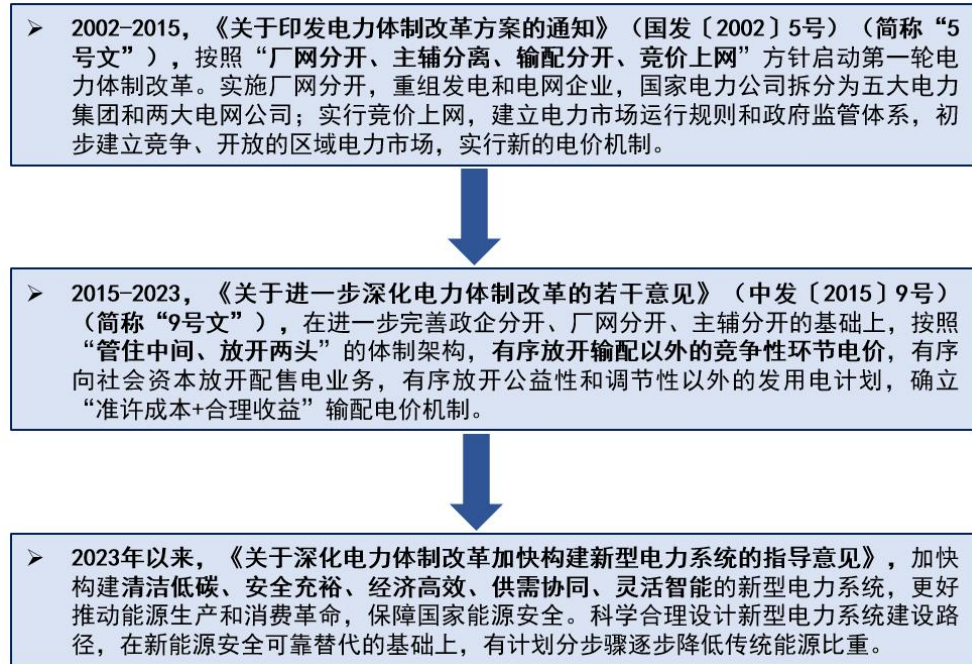 ➢ 2002-2015，《关于印发电力体制改革方案的通知》（国发〔2002〕5号）（简称“5
号文”），按照“厂网分开、主辅分离、输配分开、竞价上网”方针启动第一轮电
力体制改革。实施厂网分开，重组发电和电网企业，国家电力公司拆分为五大电力
集团和两大电网公司；实行竞价上网，建立电力市场运行规则和政府监管体系，初
步建立竞争、开放的区域电力市场，实行新的电价机制。
➢ 2015-2023，《关于进一步深化电力体制改革的若干意见》（中发〔2015〕9号）
（简称“9号文”），在进一步完善政企分开、厂网分开、主辅分开的基础上，按照
“管住中间、放开两头”的体制架构，有序放开输配以外的竞争性环节电价，有序
向社会资本放开配售电业务，有序放开公益性和调节性以外的发用电计划，确立
“准许成本+合理收益”输配电价机制。
➢ 2023年以来，《关于深化电力体制改革加快构建新型电力系统的指导意见》，加快
构建清洁低碳、安全充裕、经济高效、供需协同、灵活智能的新型电力系统，更好
推动能源生产和消费革命，保障国家能源安全。科学合理设计新型电力系统建设路
径，在新能源安全可靠替代的基础上，有计划分步骤逐步降低传统能源比重。